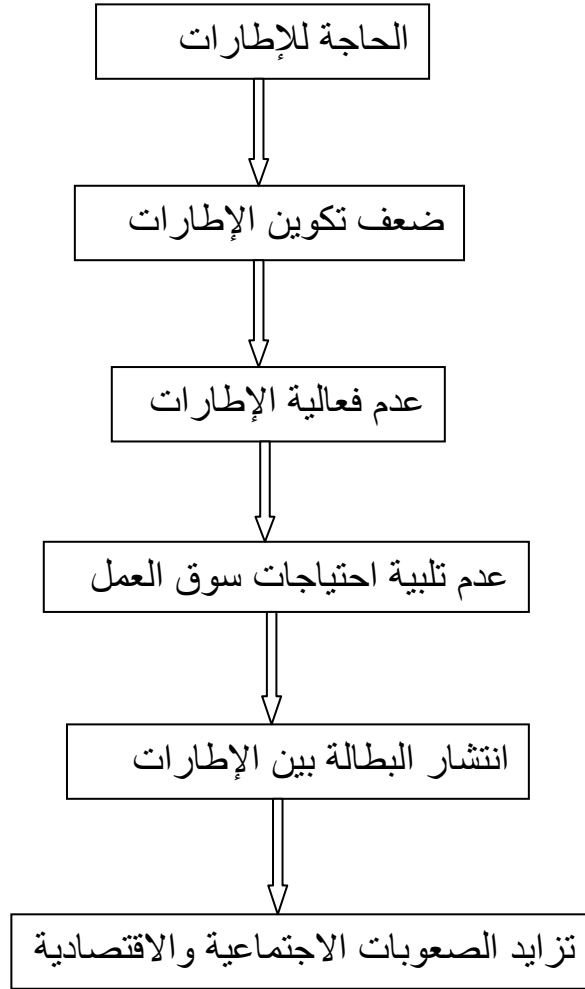 الحاجة للإطارات
ضعف تكوين الإطارات
عدم فعالية الإطارات
عدم تلبية احتياجات سوق العمل
انتشار البطالة بين الإطارات
تزايد الصعوبات الاجتماعية والاقتصادية